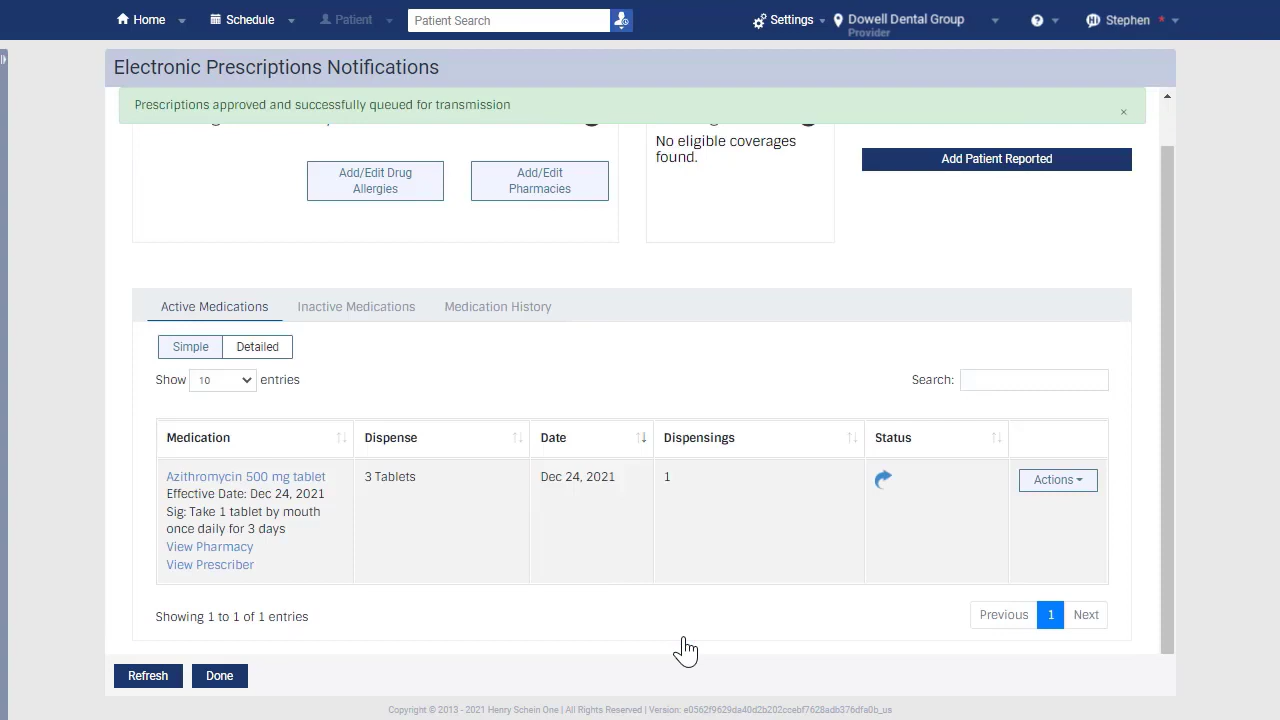 Home
Schedule
Patient
Patient Search
Settings
Dowell Dental Group
Provider
Stephen *
Electronic Prescriptions Notifications
Prescriptions approved and successfully queued for transmission
×
No eligible coverages
found.
Add/Edit Drug
Allergies
Add/Edit
Pharmacies
Add Patient Reported
Active Medications
Inactive Medications
Medication History
Simple
Detailed
Show 10 entries
Search:
Medication
Dispense
Date
Dispensings
Status
Azithromycin 500 mg tablet
Effective Date: Dec 24, 2021
Sig: Take 1 tablet by mouth
once daily for 3 days
View Pharmacy
View Prescriber
3 Tablets
Dec 24, 2021
1
Actions
Showing 1 to 1 of 1 entries
Previous
1
Next
Refresh
Done
Copyright © 2013 - 2021 Henry Schein One | All Rights Reserved | Version: e0562f9629da40d2b202ccebf7628adb376dfa0b_us